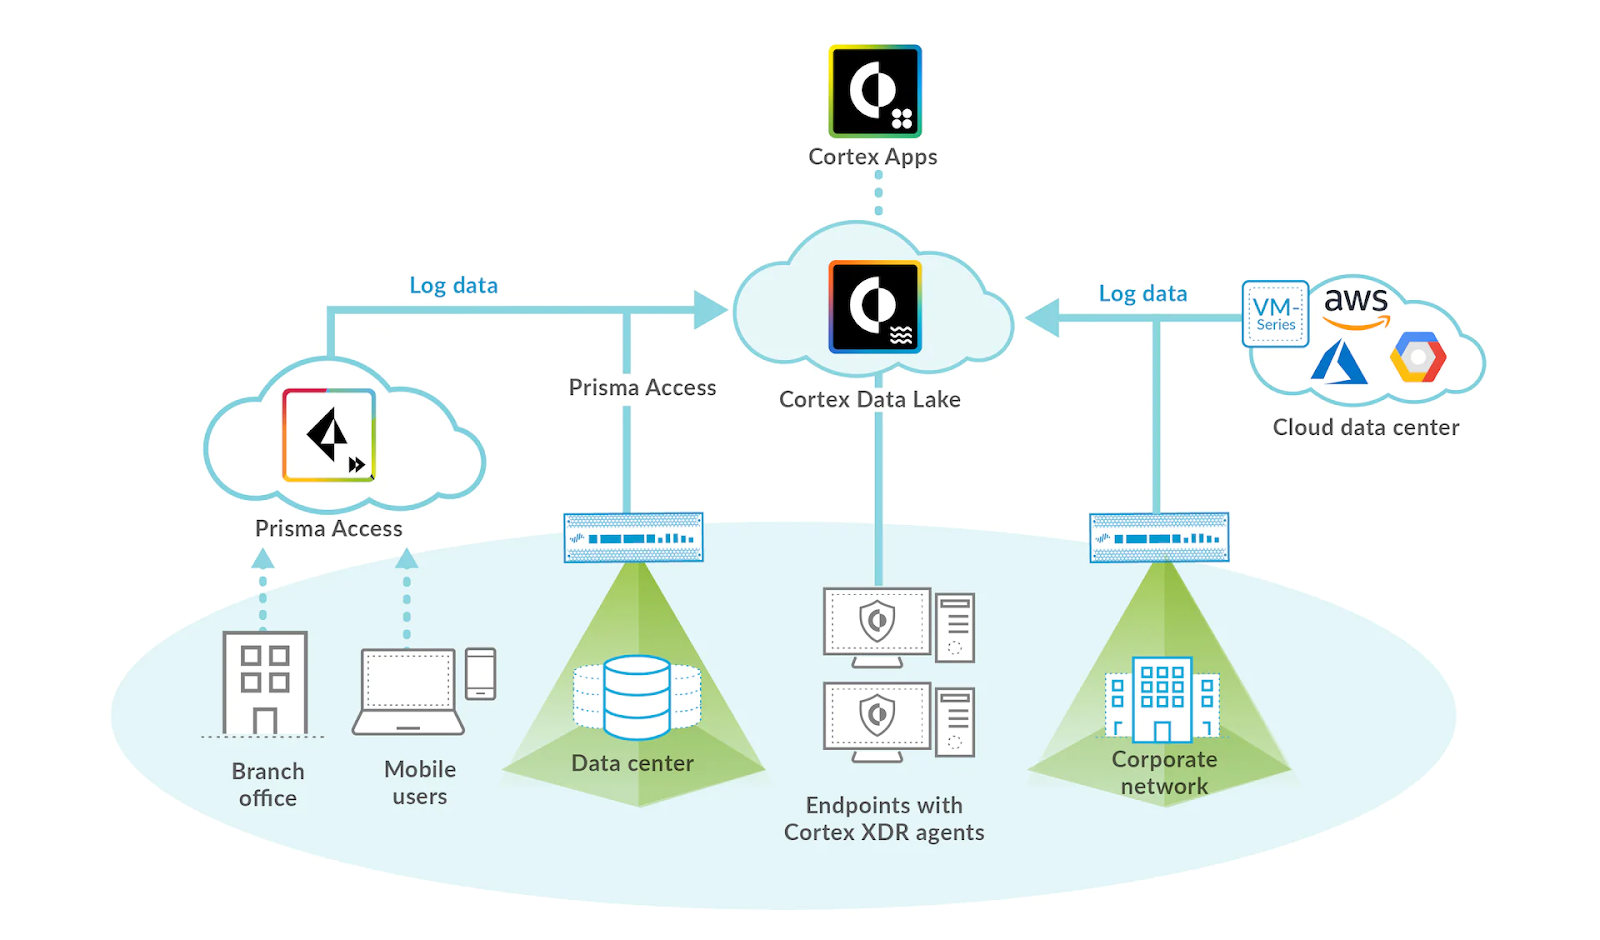 Cortex Apps
Log data
Log data
VM-
Series
aws
Prisma Access
Cortex Data Lake
Cloud data center
Prisma Access
Branch
office
Mobile
users
Data center
Endpoints with
Cortex XDR agents
Corporate
network